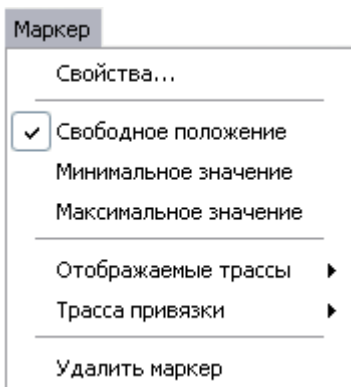 Маркер
Свойства...
Свободное положение
Минимальное значение
Максимальное значение
Отображаемые трассы
Трасса привязки
Удалить маркер